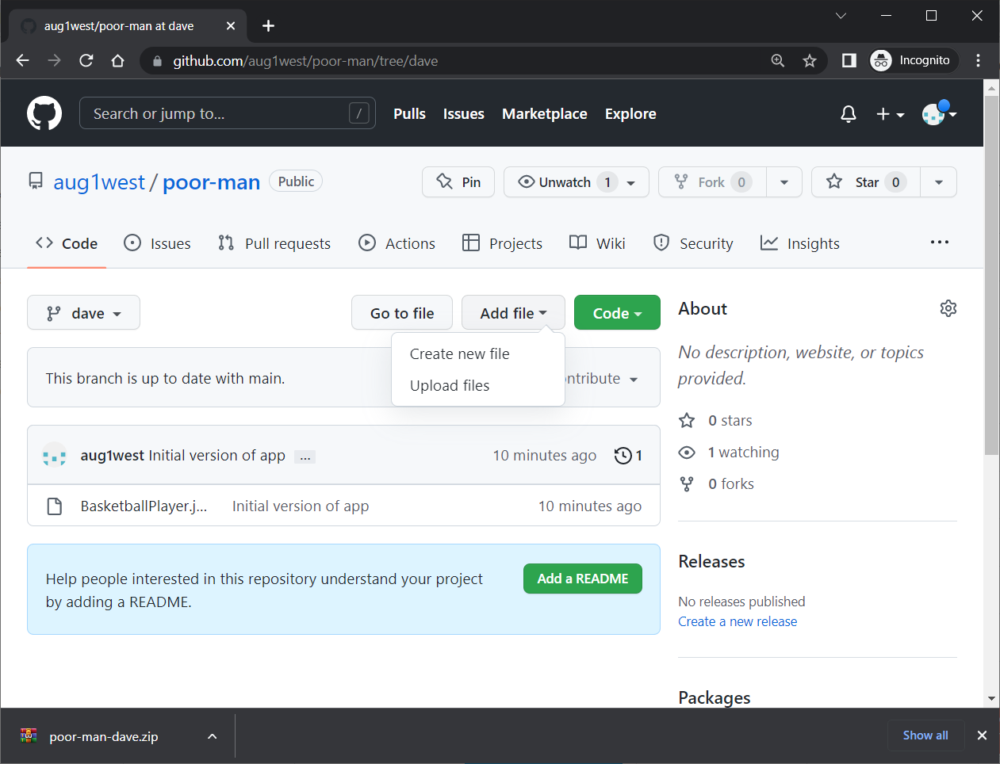 aug1west/poor-man at dave
github.com/aug1west/poor-man/tree/dave
Incognito
Search or jump to...
/
Pulls Issues Marketplace Explore
aug1west / poor-man Public
Pin
Unwatch 1
Fork 0
Star 0
Code Issues Pull requests Actions Projects Wiki Security Insights
dave
Go to file
Add file
Code
Create new file
Upload files
This branch is up to date with main.
ntribute
aug1west Initial version of app ...
10 minutes ago
1
BasketballPlayer.j... Initial version of app 10 minutes ago
Help people interested in this repository understand your project
by adding a README.
Add a README
About
No description, website, or topics
provided.
0 stars
1 watching
0 forks
Releases
No releases published
Create a new release
Packages
poor-man-dave.zip
Show all